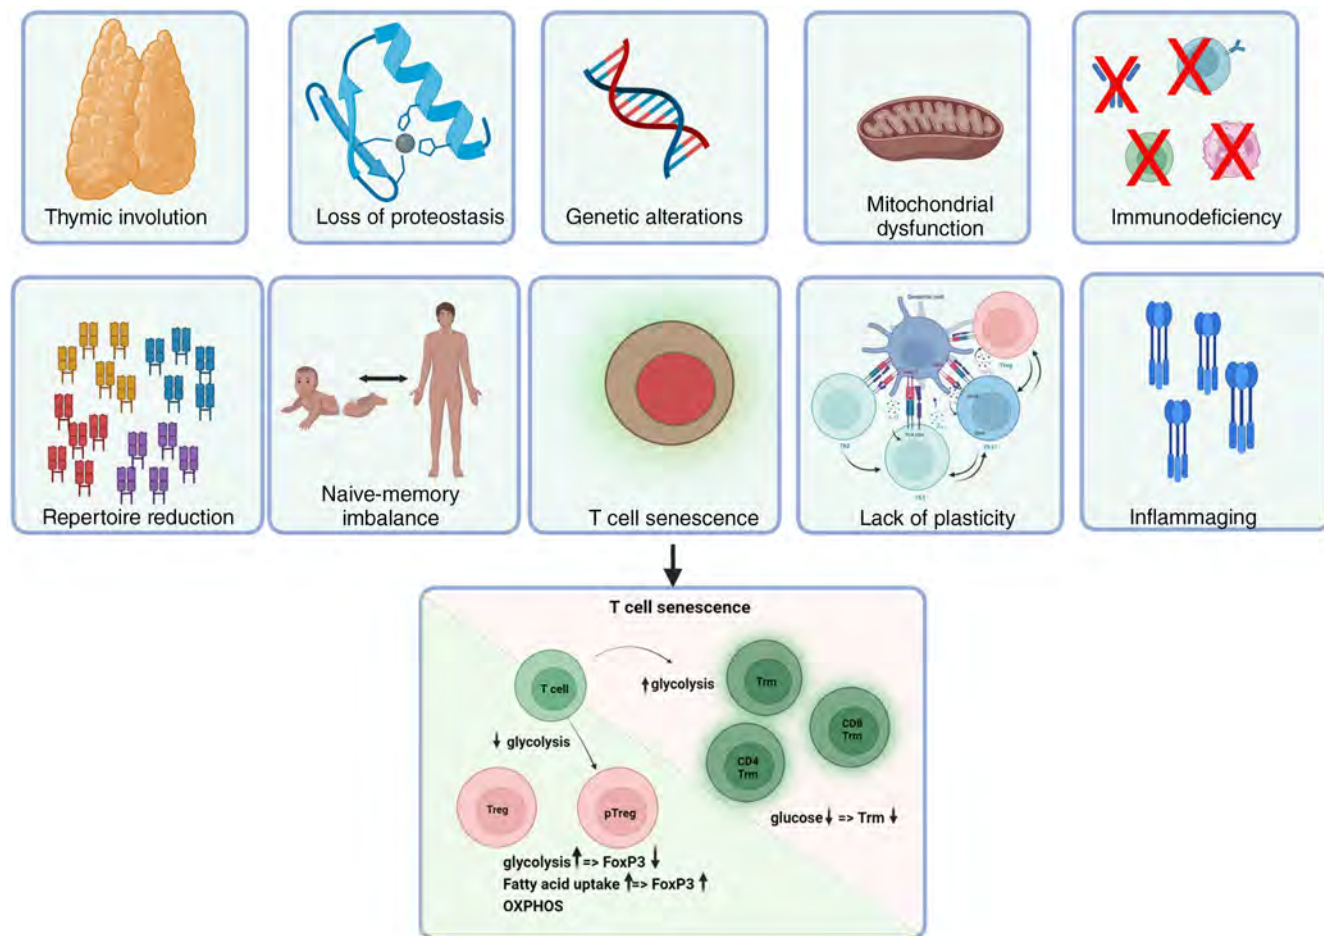 Thymic involution
Loss of proteostasis
Genetic alterations
Mitochondrial
dysfunction
Immunodeficiency
Repertoire reduction
Naive-memory
imbalance
T cell senescence
Treg
Lack of plasticity
Inflammaging
T cell senescence
T cell
↑glycolysis
Trm
CD8
Trm
CD4
Trm
↓ glycolysis
Treg
pTreg
glucose↓ => Trm ↓
glycolysis ↑=> FoxP3 ↓
Fatty acid uptake ↑=> FoxP3 ↑
OXPHOS